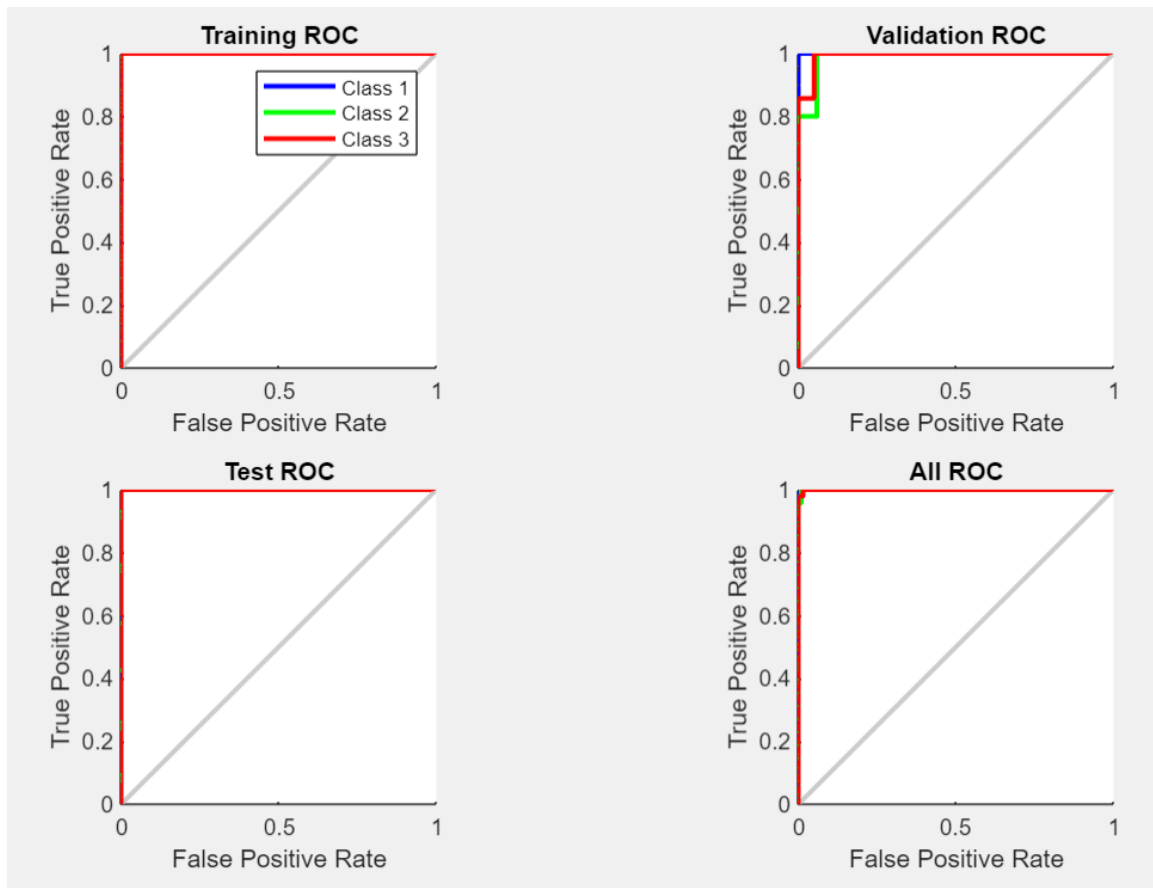 Training ROC
1
0.8
0.6
0.4
0.2
0
True Positive Rate
Class 1
Class 2
Class 3
0
0.5
1
False Positive Rate
Validation ROC
1
0.8
0.6
0.4
0.2
0
True Positive Rate
0
0.5
1
False Positive Rate
Test ROC
1
0.8
0.6
0.4
0.2
0
True Positive Rate
0
0.5
1
False Positive Rate
All ROC
1
0.8
0.6
0.4
0.2
0
True Positive Rate
0
0.5
1
False Positive Rate